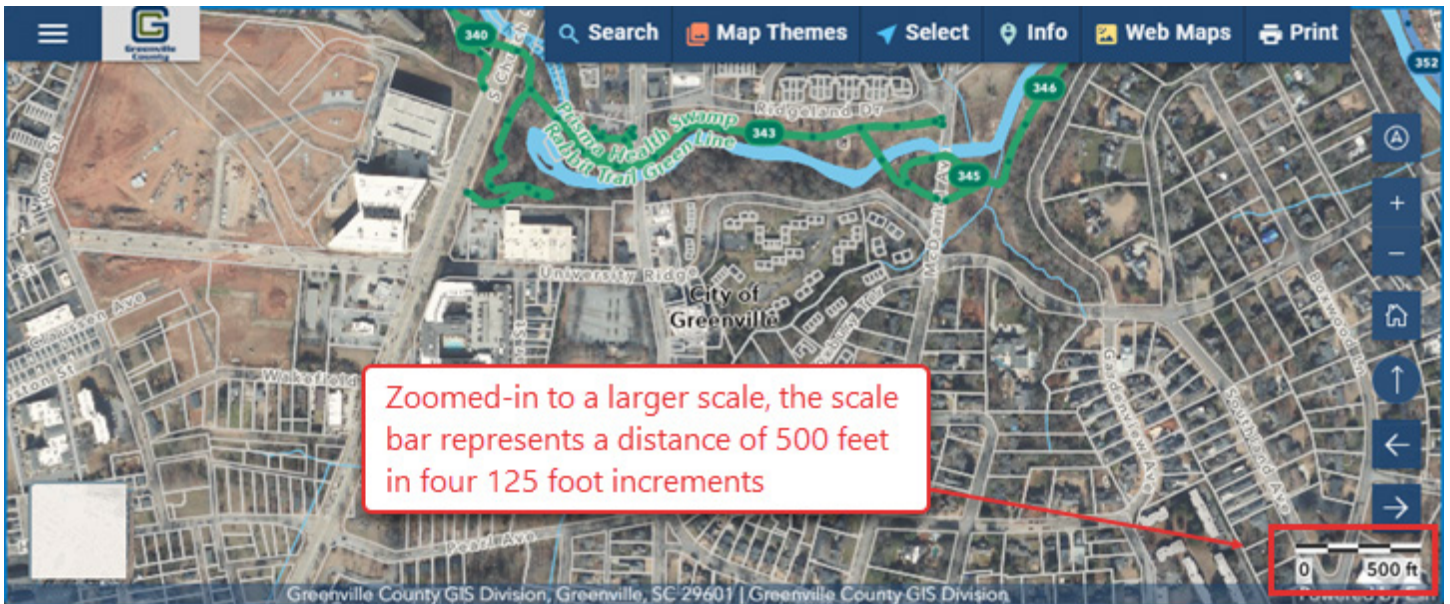 Greenville
County
Search
Map Themes
Select
Info
Web Maps
Print
340
S Church S
352
346
Ridgeland Dr
Prisma Health Swamp
Rabbit Trail Green Line
343
345
Howe St
McDaniel Ave
University Ridge
City of
Greenville
Clausen Ave
Boxwood Ln
Wakefield
Gardenview Ave
Southland Ave
Zoomed-in to a larger scale, the scale
bar represents a distance of 500 feet
in four 125 foot increments
Pearl Ave
0 500 ft
Greenville County GIS Division, Greenville, SC 29601 | Greenville County GIS Division
Powered by Esri